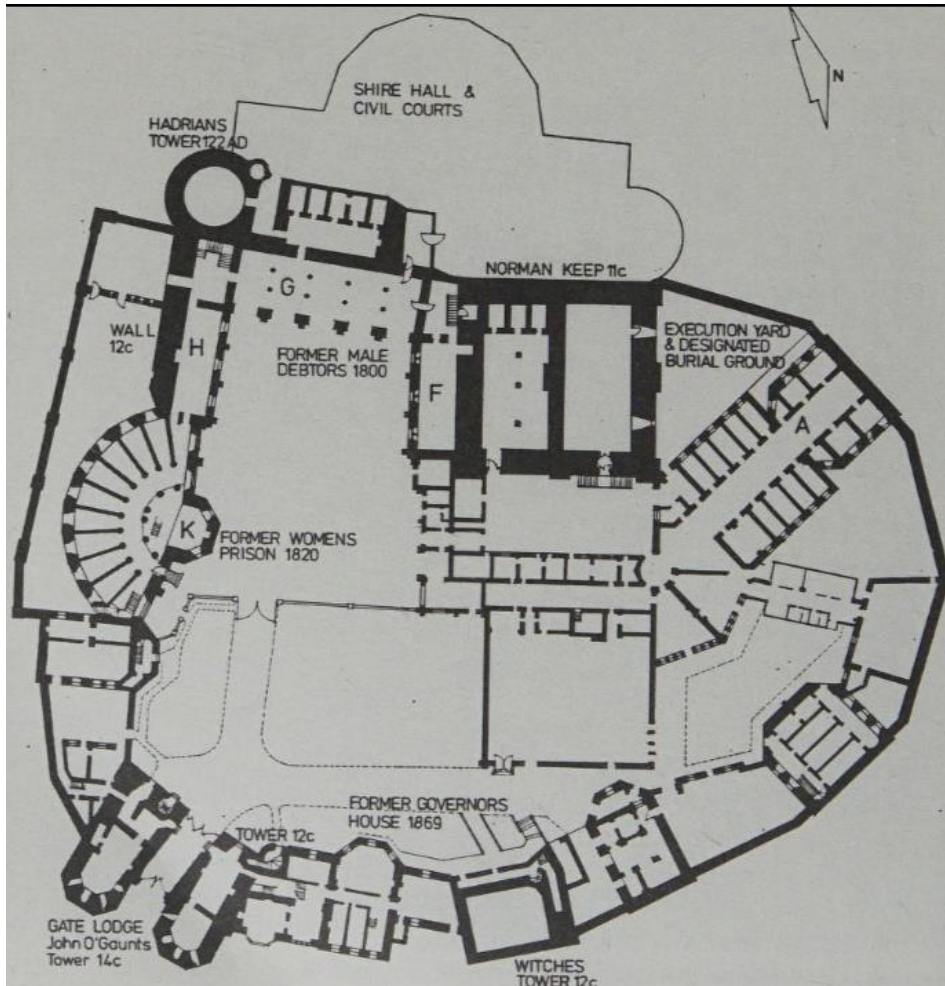 N
SHIRE HALL &
CIVIL COURTS
HADRIANS
TOWER 122 AD
NORMAN KEEP 11c
G
EXECUTION YARD
& DESIGNATED
BURIAL GROUND
WALL
12c
H
FORMER MALE
DEBTORS 1800
F
A
K
FORMER WOMENS
PRISON 1820
FORMER GOVERNORS
HOUSE 1869
TOWER 12c
GATE LODGE
John O'Gaunts
Tower 14c
WITCHES
TOWER 12c